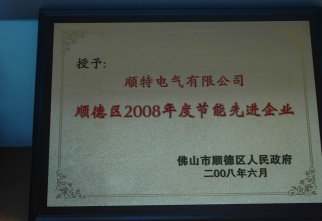 授予:
顺特电气有限公司
顺德区2008年度节能先进企业
佛山市顺德区人民政府
二00八年六月